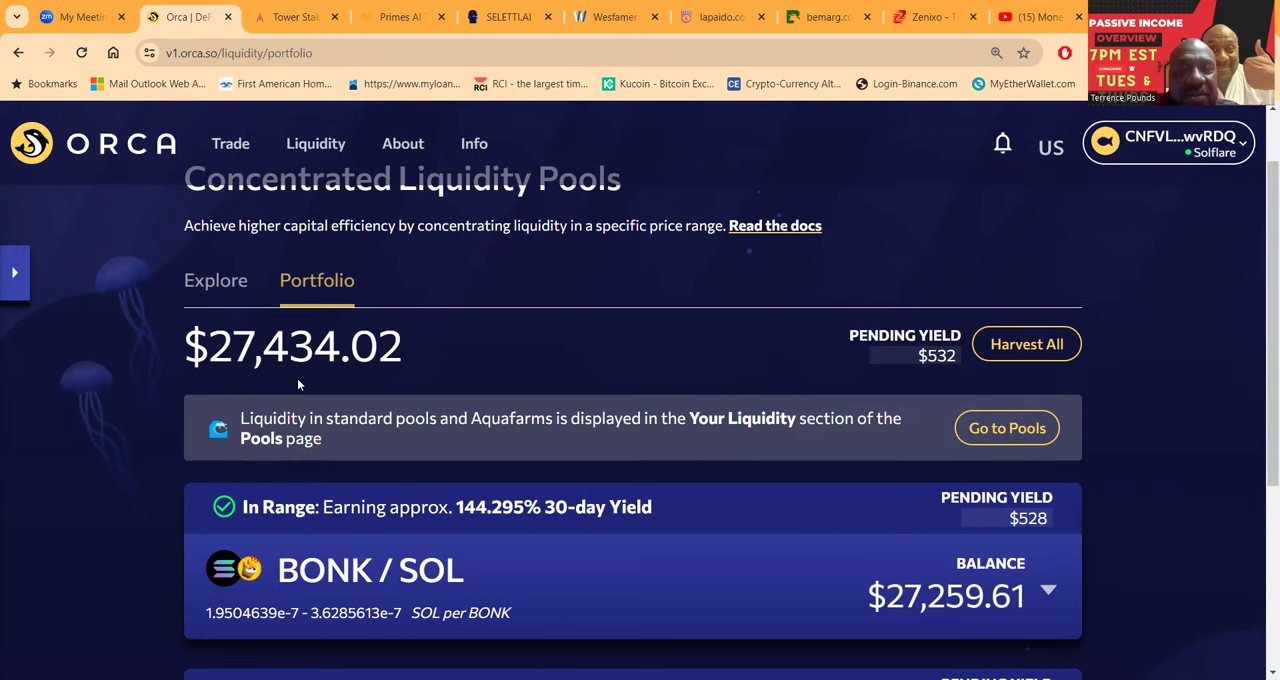 My Meeti
Orca | DeF
Tower Stak
Primes AI T
SELETTI.AI
Wesfamer
lapaido.co
bemarg.co
Zenixo - T
(15) Mone
v1.orca.so/liquidity/portfolio
Bookmarks
Mail Outlook Web A...
First American Hom...
https://www.myloan...
RCI - the largest tim...
Kucoin - Bitcoin Exc...
Crypto-Currency Alt...
Login-Binance.com
MyEtherWallet.com
PASSIVE INCOME
OVERVIEW
7PM EST
TUES &
Terrence Pounds
ORCA
Trade
Liquidity
About
Info
US
CNFVL...wvRDQ
Solflare
Concentrated Liquidity Pools
Achieve higher capital efficiency by concentrating liquidity in a specific price range. Read the docs
Explore
Portfolio
$27,434.02
PENDING YIELD
$532
Harvest All
Liquidity in standard pools and Aquafarms is displayed in the Your Liquidity section of the
Pools page
Go to Pools
In Range: Earning approx. 144.295% 30-day Yield
PENDING YIELD
$528
BONK / SOL
BALANCE
$27,259.61
1.9504639e-7 - 3.6285613e-7 SOL per BONK